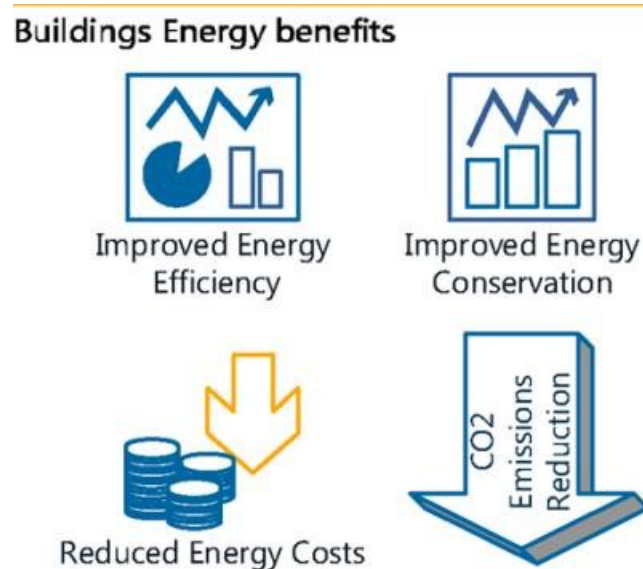 Buildings Energy benefits
Improved Energy
Efficiency
Improved Energy
Conservation
Reduced Energy Costs
CO2
Emissions
Reduction